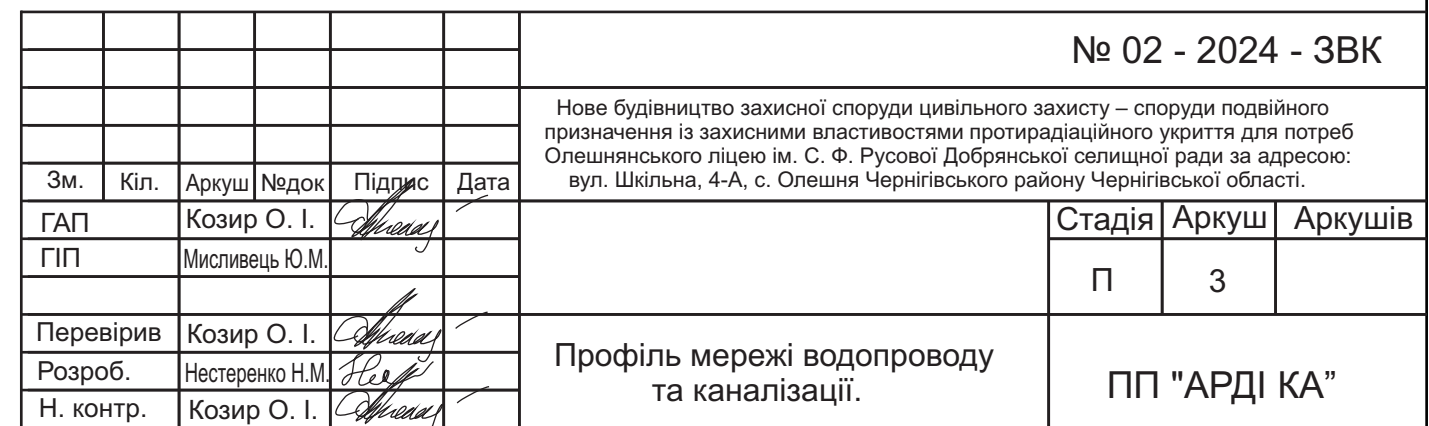 № 02 - 2024 - ЗВК
Нове будівництво захисної споруди цивільного захисту – споруди подвійного
призначення із захисними властивостями протирадіаційного укриття для потреб
Олешнянського ліцею ім. С. Ф. Русової Добрянської селищної ради за адресою:
вул. Шкільна, 4-А, с. Олешня Чернігівського району Чернігівської області.
Зм. Кіл. Аркуш №док Підпис Дата
ГАП Козир О. І. Стадія Аркуш Аркушів
ГІП Мисливець Ю.М. П 3
Перевірив Козир О. І.
Розроб. Нестеренко Н.М.
Н. контр. Козир О. І.
Профіль мережі водопроводу
та каналізації.
ПП "АРДІ КА”